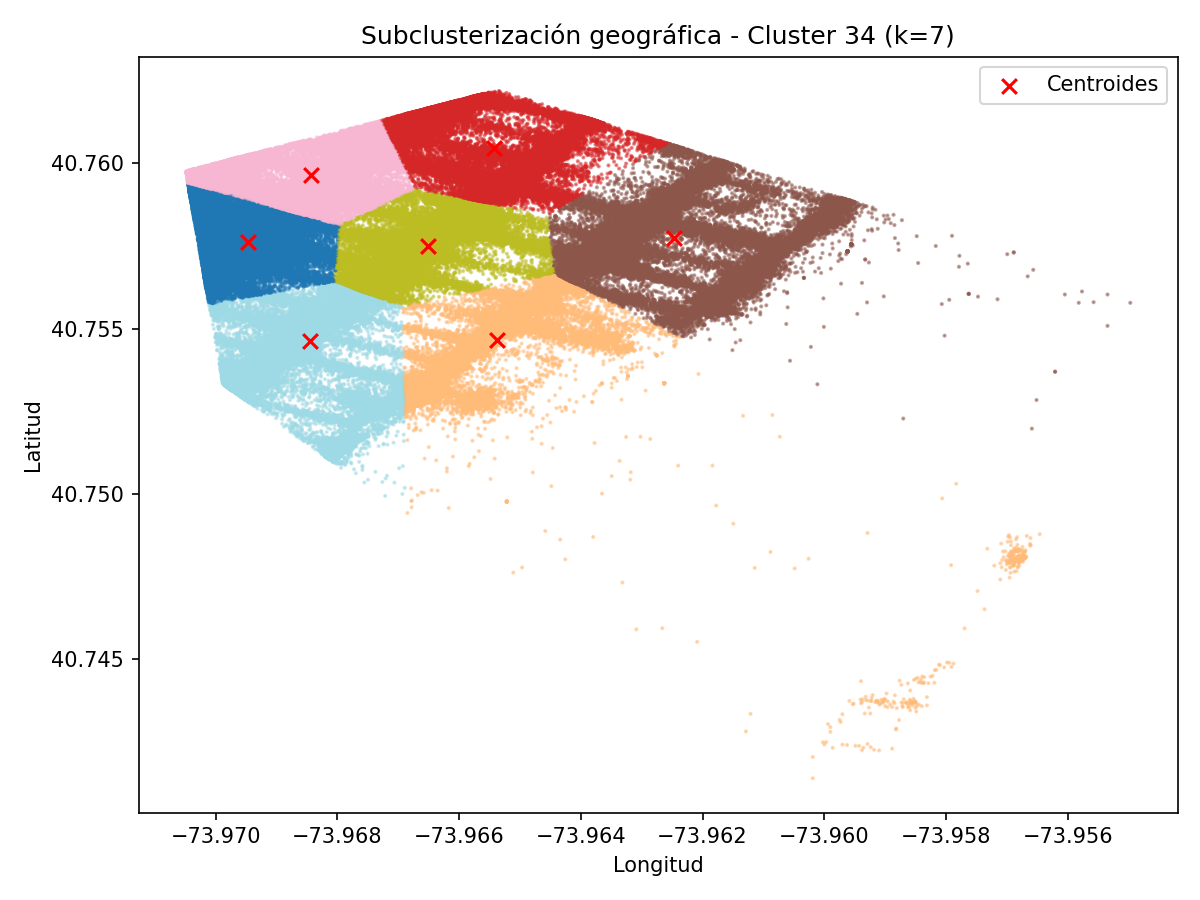 Subclusterización geográfica - Cluster 34 (k=7)
Centroides
40.760
40.755
40.750
40.745
Latitud
−73.970 −73.968 −73.966 −73.964 −73.962 −73.960 −73.958 −73.956
Longitud